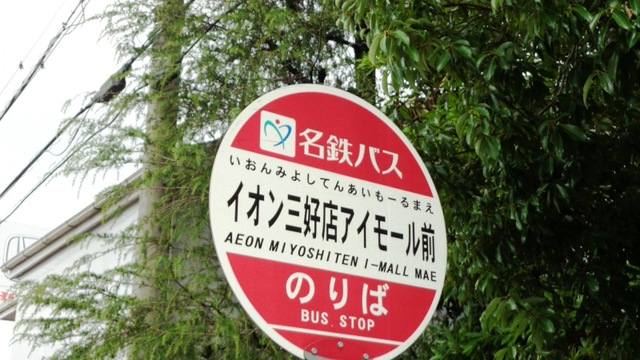 名鉄バス
いおんみよしてんあいもーるまえ
イオン三好店アイモール前
AEON MIYOSHITEN I-MALL MAE
のりば
BUS STOP